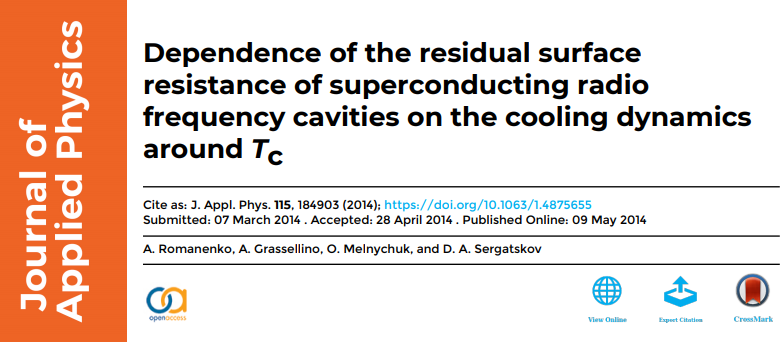 Journal of
Applied Physics
Dependence of the residual surface
resistance of superconducting radio
frequency cavities on the cooling dynamics
around Tc
Cite as: J. Appl. Phys. 115, 184903 (2014); https://doi.org/10.1063/1.4875655
Submitted: 07 March 2014 . Accepted: 28 April 2014 . Published Online: 09 May 2014
A. Romanenko, A. Grassellino, O. Melnychuk, and D. A. Sergatskov
open access
View Online
Export Citation
CrossMark